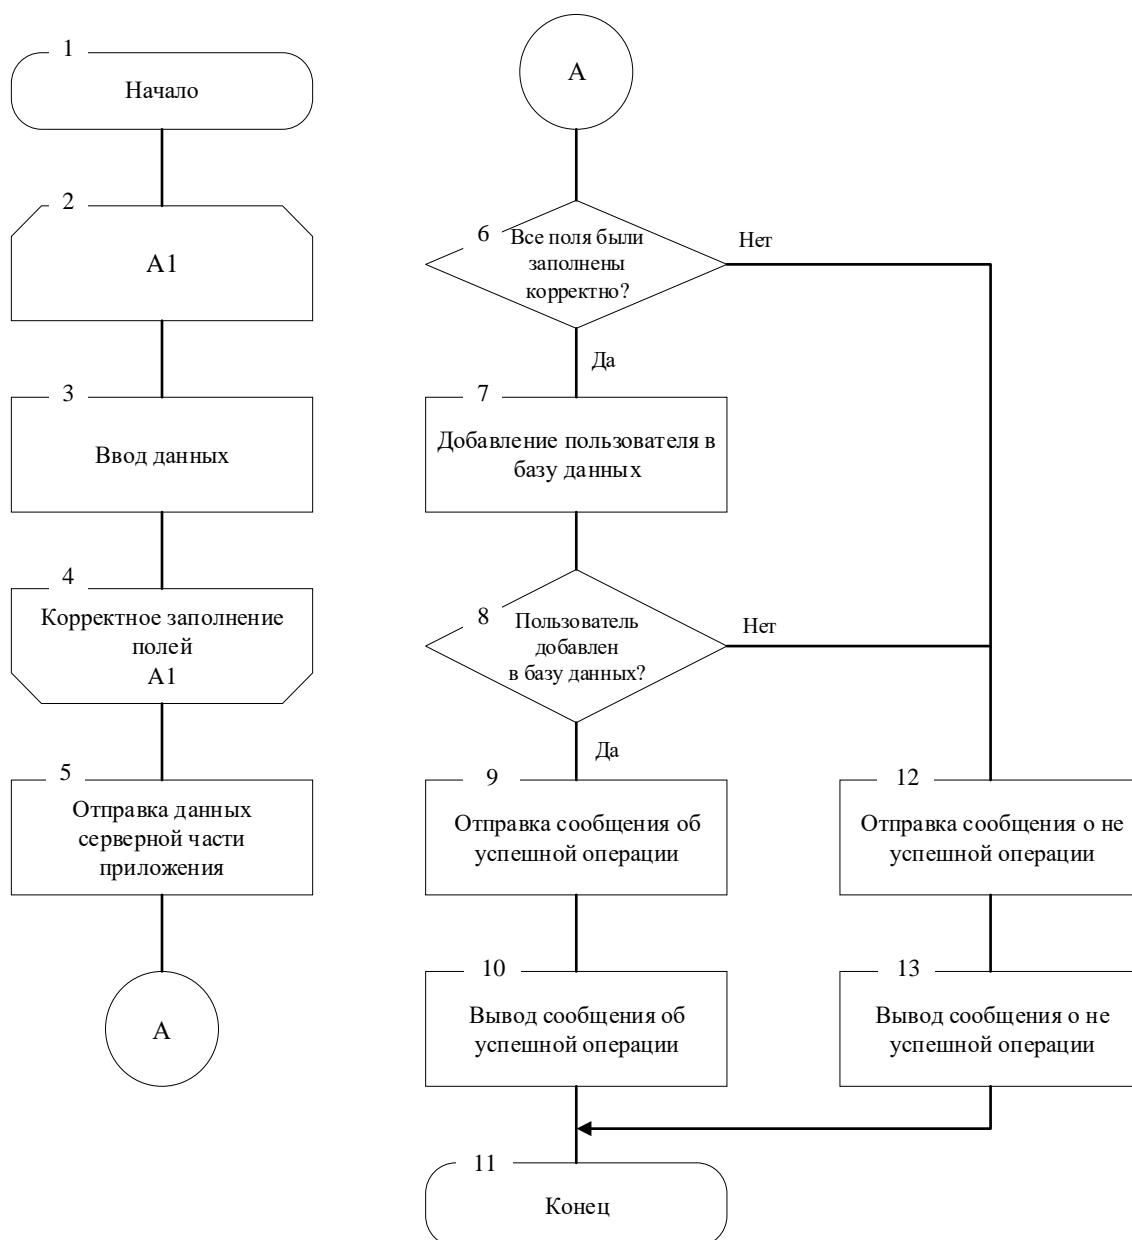 1
Начало
2
А1
3
Ввод данных
4
Корректное заполнение
полей
А1
5
Отправка данных
серверной части
приложения
А
А
6
Все поля были
заполнены
корректно?
Нет
Да
7
Добавление пользователя в
базу данных
8
Пользователь
добавлен
в базу данных?
Нет
Да
9
Отправка сообщения об
успешной операции
10
Вывод сообщения об
успешной операции
11
Конец
12
Отправка сообщения о не
успешной операции
13
Вывод сообщения о не
успешной операции